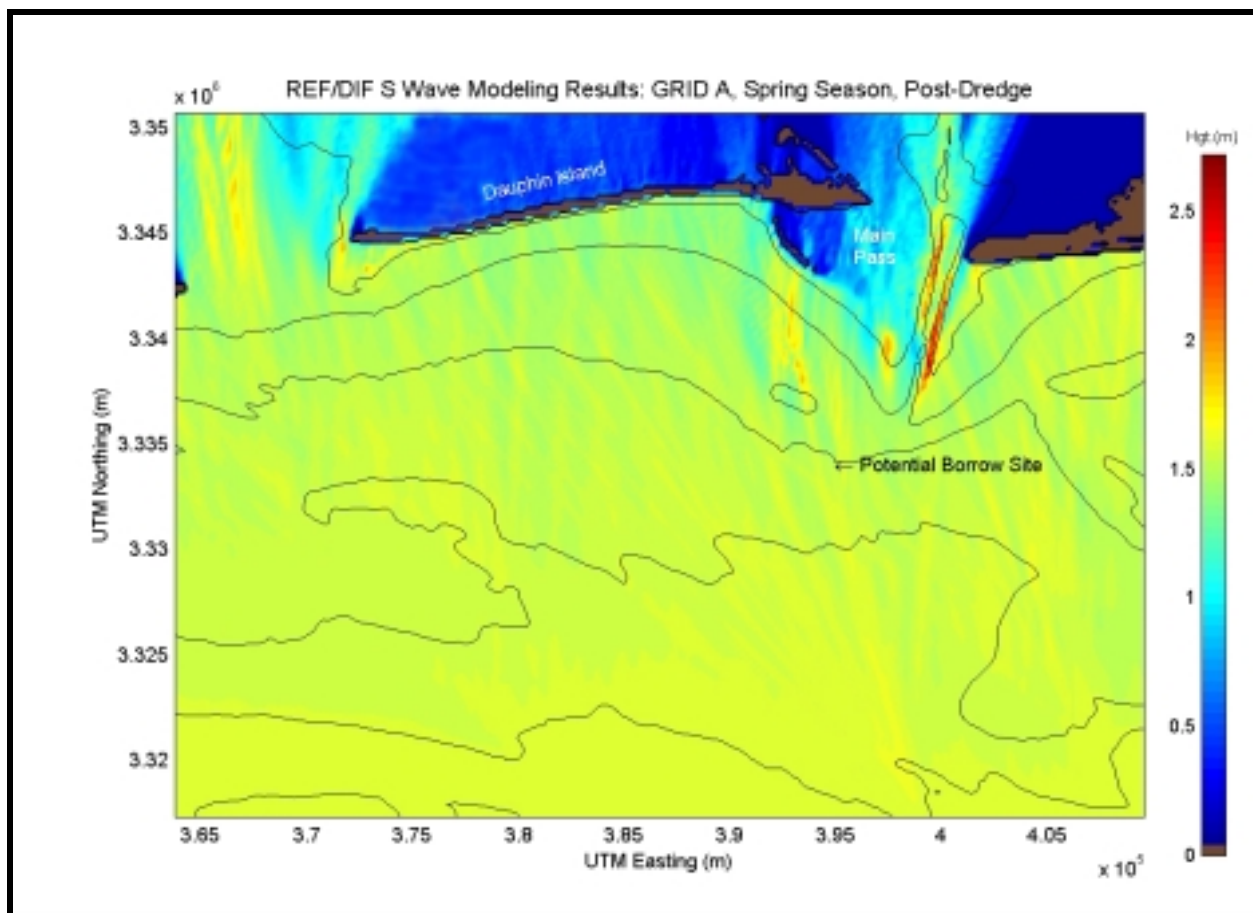 REF/DIF S Wave Modeling Results: GRID A, Spring Season, Post-Dredge
x 10⁶
3.35
3.345
3.34
3.335
3.33
3.325
3.32
UTM Northing (m)
Dauphin Island
Main
Pass
← Potential Borrow Site
3.65
3.7
3.75
3.8
3.85
3.9
3.95
4
4.05
UTM Easting (m)
x 10⁵
Hgt.(m)
2.5
2
1.5
1
0.5
0